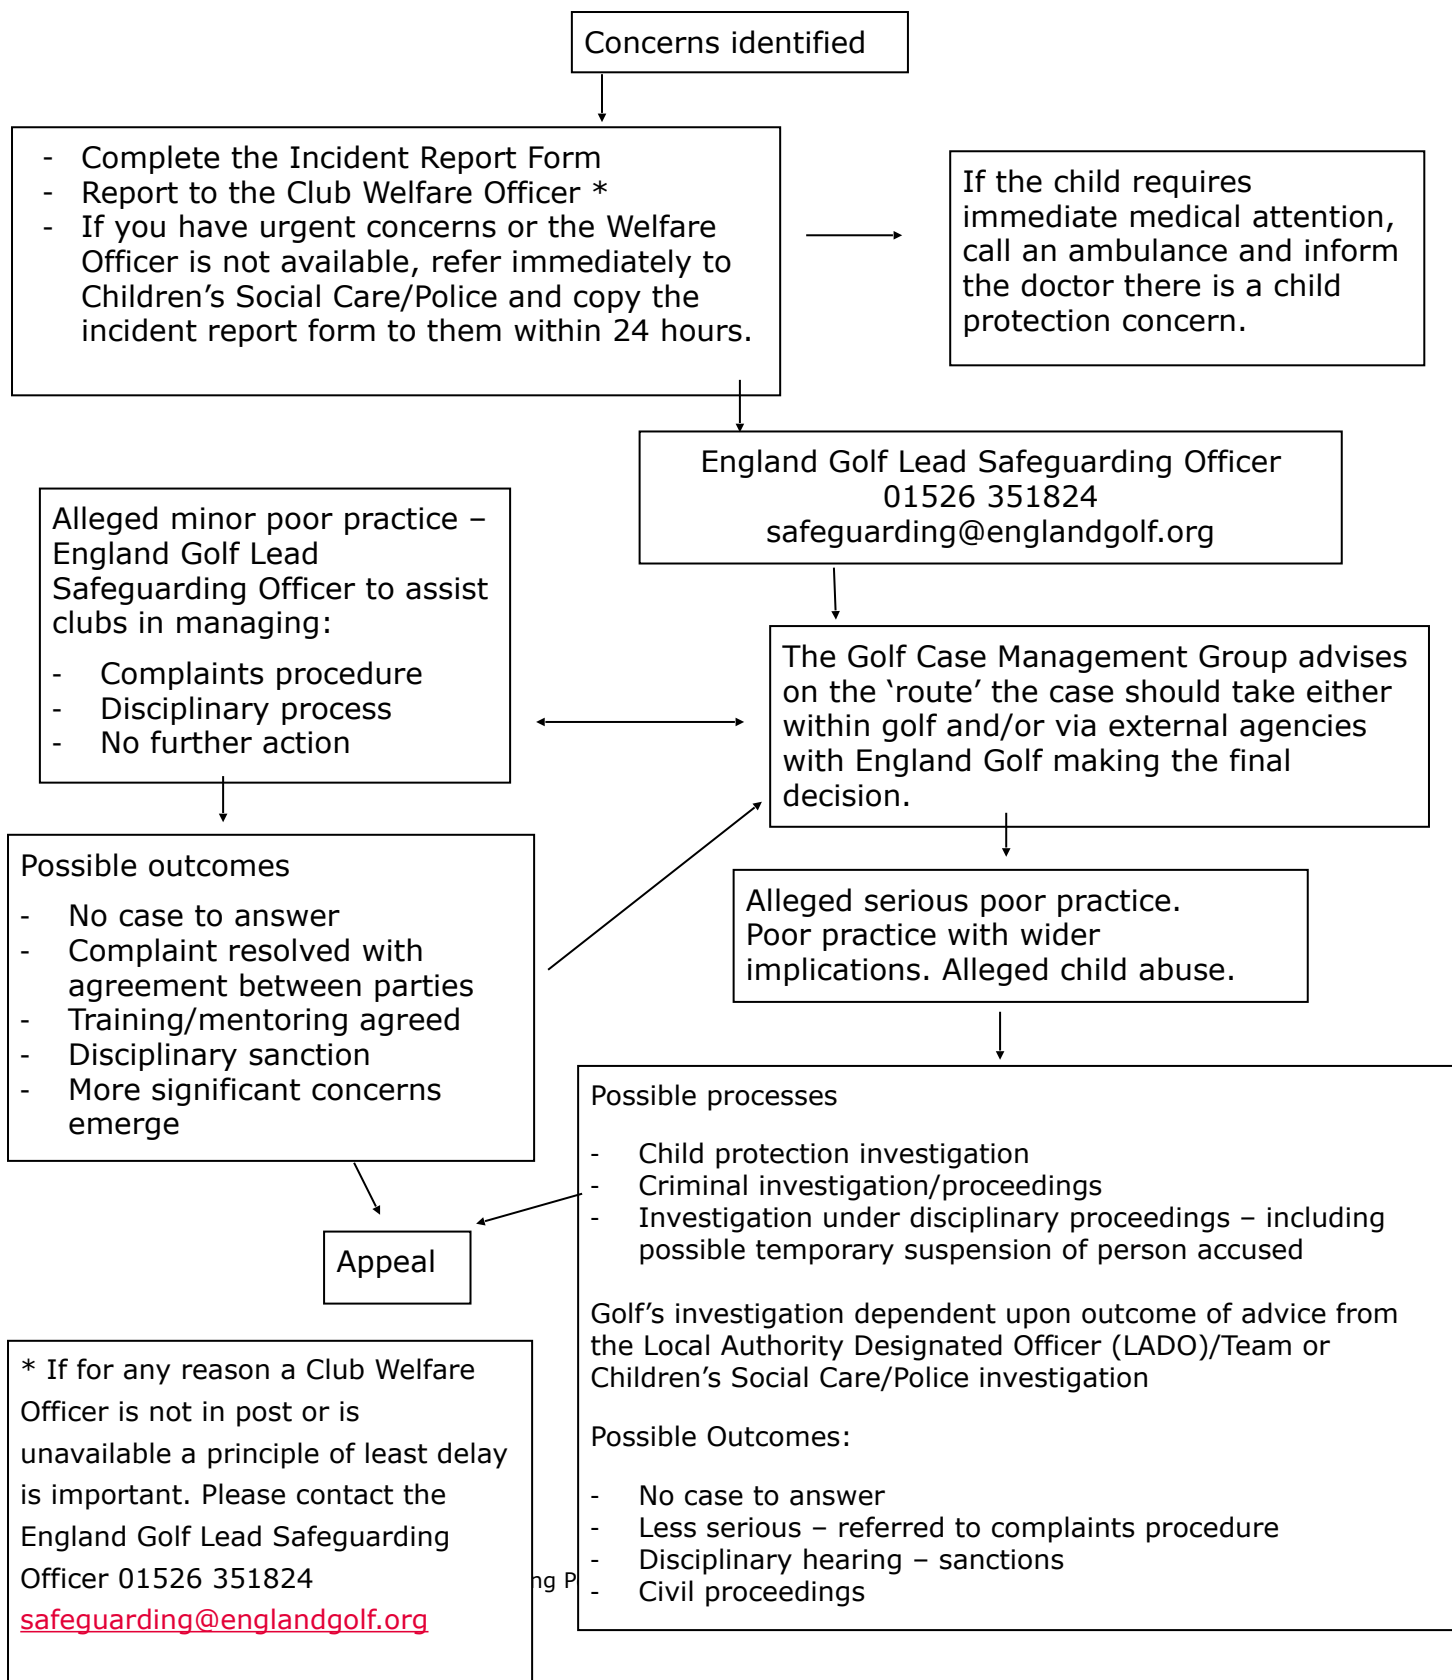 Concerns identified
- Complete the Incident Report Form
- Report to the Club Welfare Officer *
- If you have urgent concerns or the Welfare
Officer is not available, refer immediately to
Children’s Social Care/Police and copy the
incident report form to them within 24 hours.
If the child requires
immediate medical attention,
call an ambulance and inform
the doctor there is a child
protection concern.
England Golf Lead Safeguarding Officer
01526 351824
safeguarding@englandgolf.org
Alleged minor poor practice –
England Golf Lead
Safeguarding Officer to assist
clubs in managing:
- Complaints procedure
- Disciplinary process
- No further action
The Golf Case Management Group advises
on the ‘route’ the case should take either
within golf and/or via external agencies
with England Golf making the final
decision.
Possible outcomes
- No case to answer
- Complaint resolved with
agreement between parties
- Training/mentoring agreed
- Disciplinary sanction
- More significant concerns
emerge
Alleged serious poor practice.
Poor practice with wider
implications. Alleged child abuse.
Possible processes
- Child protection investigation
- Criminal investigation/proceedings
- Investigation under disciplinary proceedings – including
possible temporary suspension of person accused
Golf’s investigation dependent upon outcome of advice from
the Local Authority Designated Officer (LADO)/Team or
Children’s Social Care/Police investigation
Possible Outcomes:
- No case to answer
- Less serious – referred to complaints procedure
- Disciplinary hearing – sanctions
- Civil proceedings
Appeal
* If for any reason a Club Welfare
Officer is not in post or is
unavailable a principle of least delay
is important. Please contact the
England Golf Lead Safeguarding
Officer 01526 351824
safeguarding@englandgolf.org
ng P